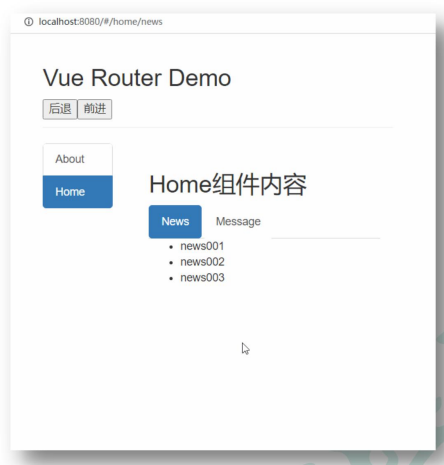 localhost:8080/#/home/news
Vue Router Demo
后退 前进
About
Home
Home组件内容
News Message
news001
news002
news003